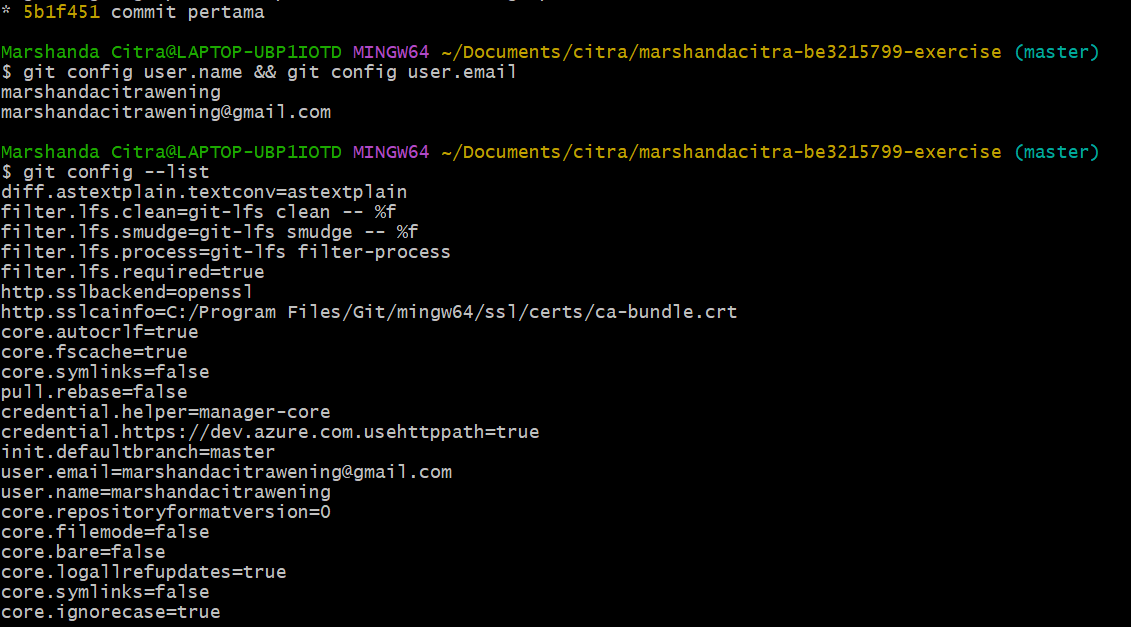 * 5b1f451 commit pertama
Marshanda Citra@LAPTOP-UBP1IOTD MINGW64 ~/Documents/citra/marshandacitra-be3215799-exercise (master)
$ git config user.name && git config user.email
marshandacitrawening
marshandacitrawening@gmail.com
Marshanda Citra@LAPTOP-UBP1IOTD MINGW64 ~/Documents/citra/marshandacitra-be3215799-exercise (master)
$ git config --list
diff.astextplain.textconv=astextplain
filter.lfs.clean=git-lfs clean -- %f
filter.lfs.smudge=git-lfs smudge -- %f
filter.lfs.process=git-lfs filter-process
filter.lfs.required=true
http.sslbackend=openssl
http.sslcainfo=C:/Program Files/Git/mingw64/ssl/certs/ca-bundle.crt
core.autocrlf=true
core.fscache=true
core.symlinks=false
pull.rebase=false
credential.helper=manager-core
credential.https://dev.azure.com.usehttppath=true
init.defaultbranch=master
user.email=marshandacitrawening@gmail.com
user.name=marshandacitrawening
core.repositoryformatversion=0
core.filemode=false
core.bare=false
core.logallrefupdates=true
core.symlinks=false
core.ignorecase=true